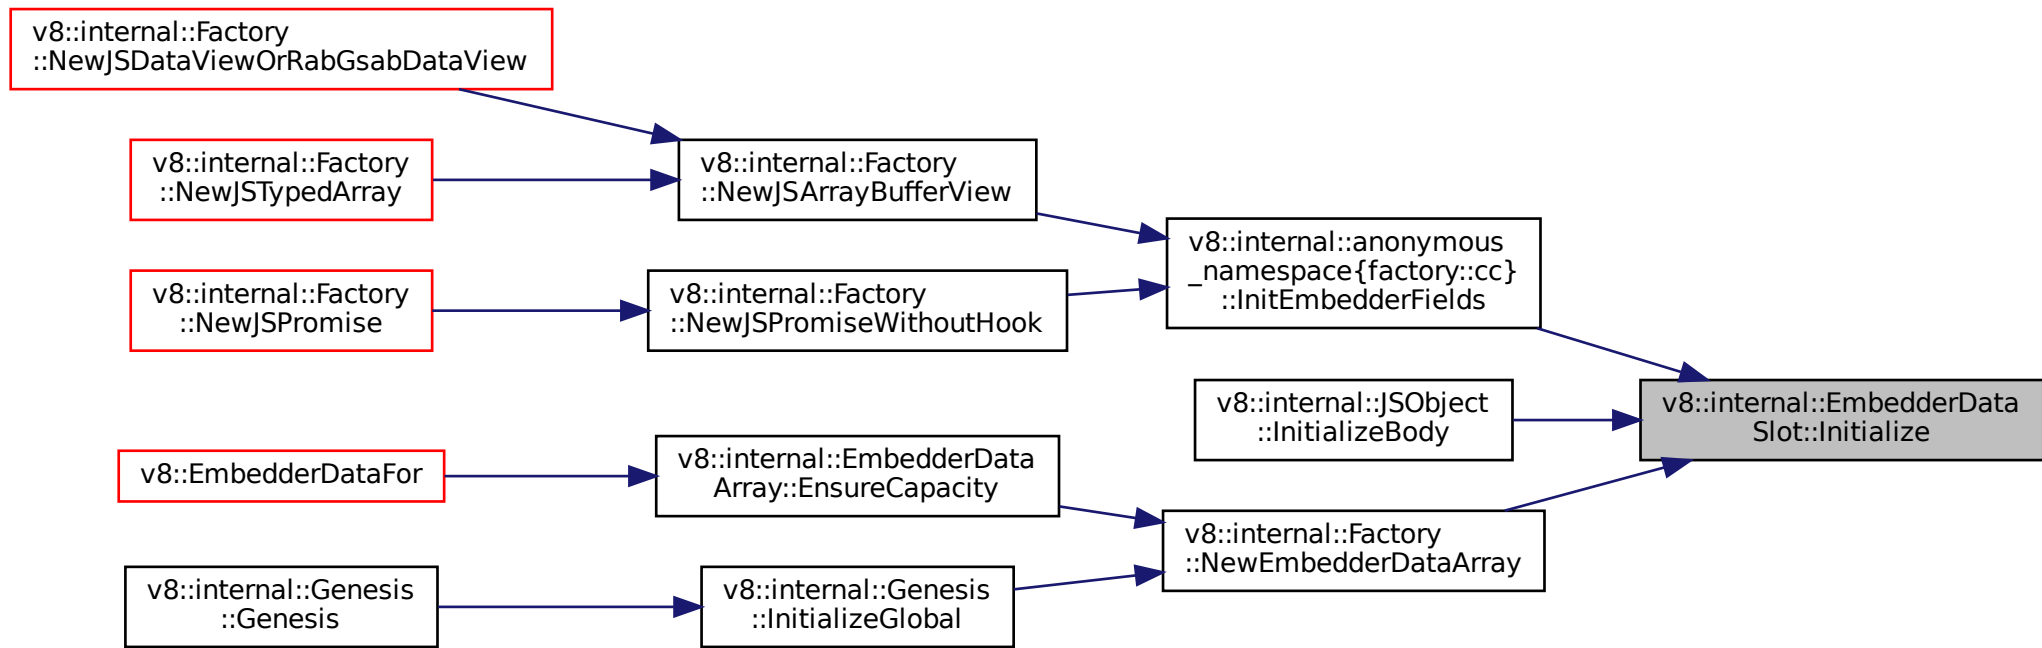 v8::internal::Factory
::NewJSDataViewOrRabGsabDataView
v8::internal::Factory
::NewJSTypedArray
v8::internal::Factory
::NewJSPromise
v8::EmbedderDataFor
v8::internal::Genesis
::Genesis
v8::internal::Factory
::NewJSArrayBufferView
v8::internal::Factory
::NewJSPromiseWithoutHook
v8::internal::EmbedderData
Array::EnsureCapacity
v8::internal::Genesis
::InitializeGlobal
v8::internal::anonymous
_namespace{factory::cc}
::InitEmbedderFields
v8::internal::JSObject
::InitializeBody
v8::internal::Factory
::NewEmbedderDataArray
v8::internal::EmbedderData
Slot::Initialize